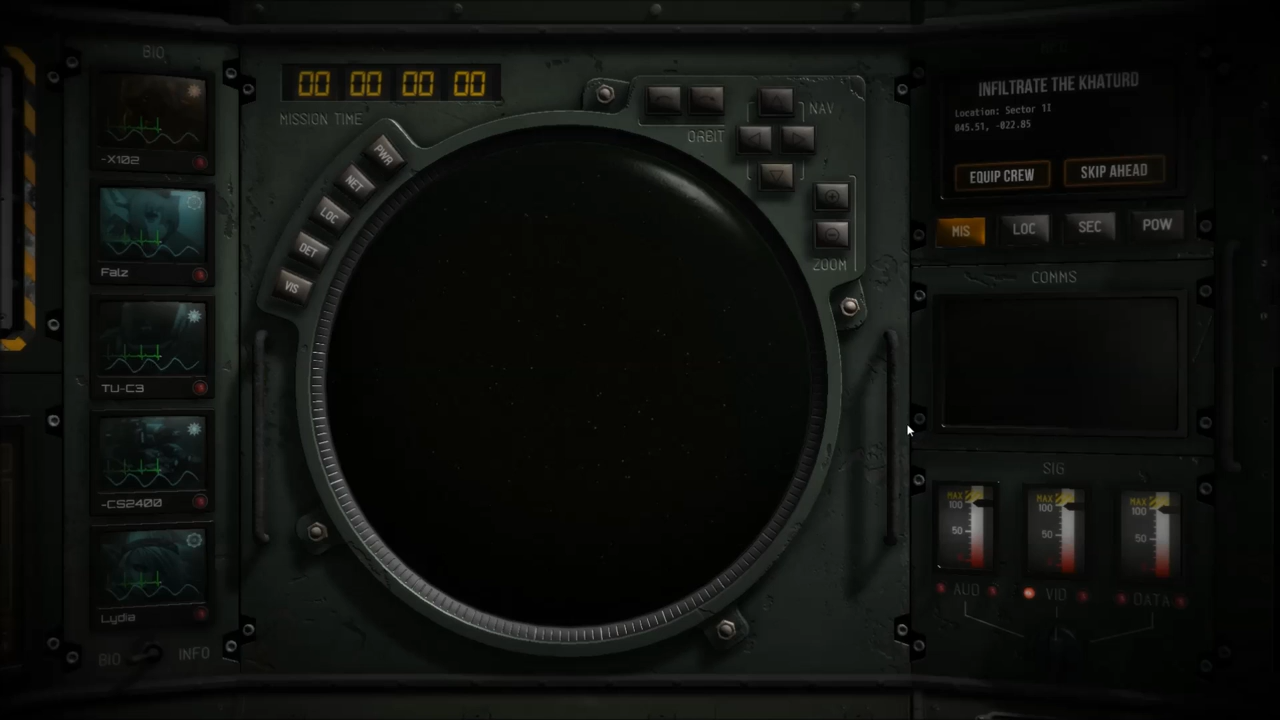 BIO
-X102
Falz
TU-C3
-CS2400
Lydia
BIO INFO
00 00 00 00
MISSION TIME
PWR
NET
LOC
DET
VIS
ORBIT
NAV
ZOOM
INFILTRATE THE KHATURD
Location: Sector 11
045.51, -022.85
EQUIP CREW SKIP AHEAD
MIS LOC SEC POW
COMMS
SIG
MAX MAX MAX
100 100 100
50 50 50
AUD VID DATA